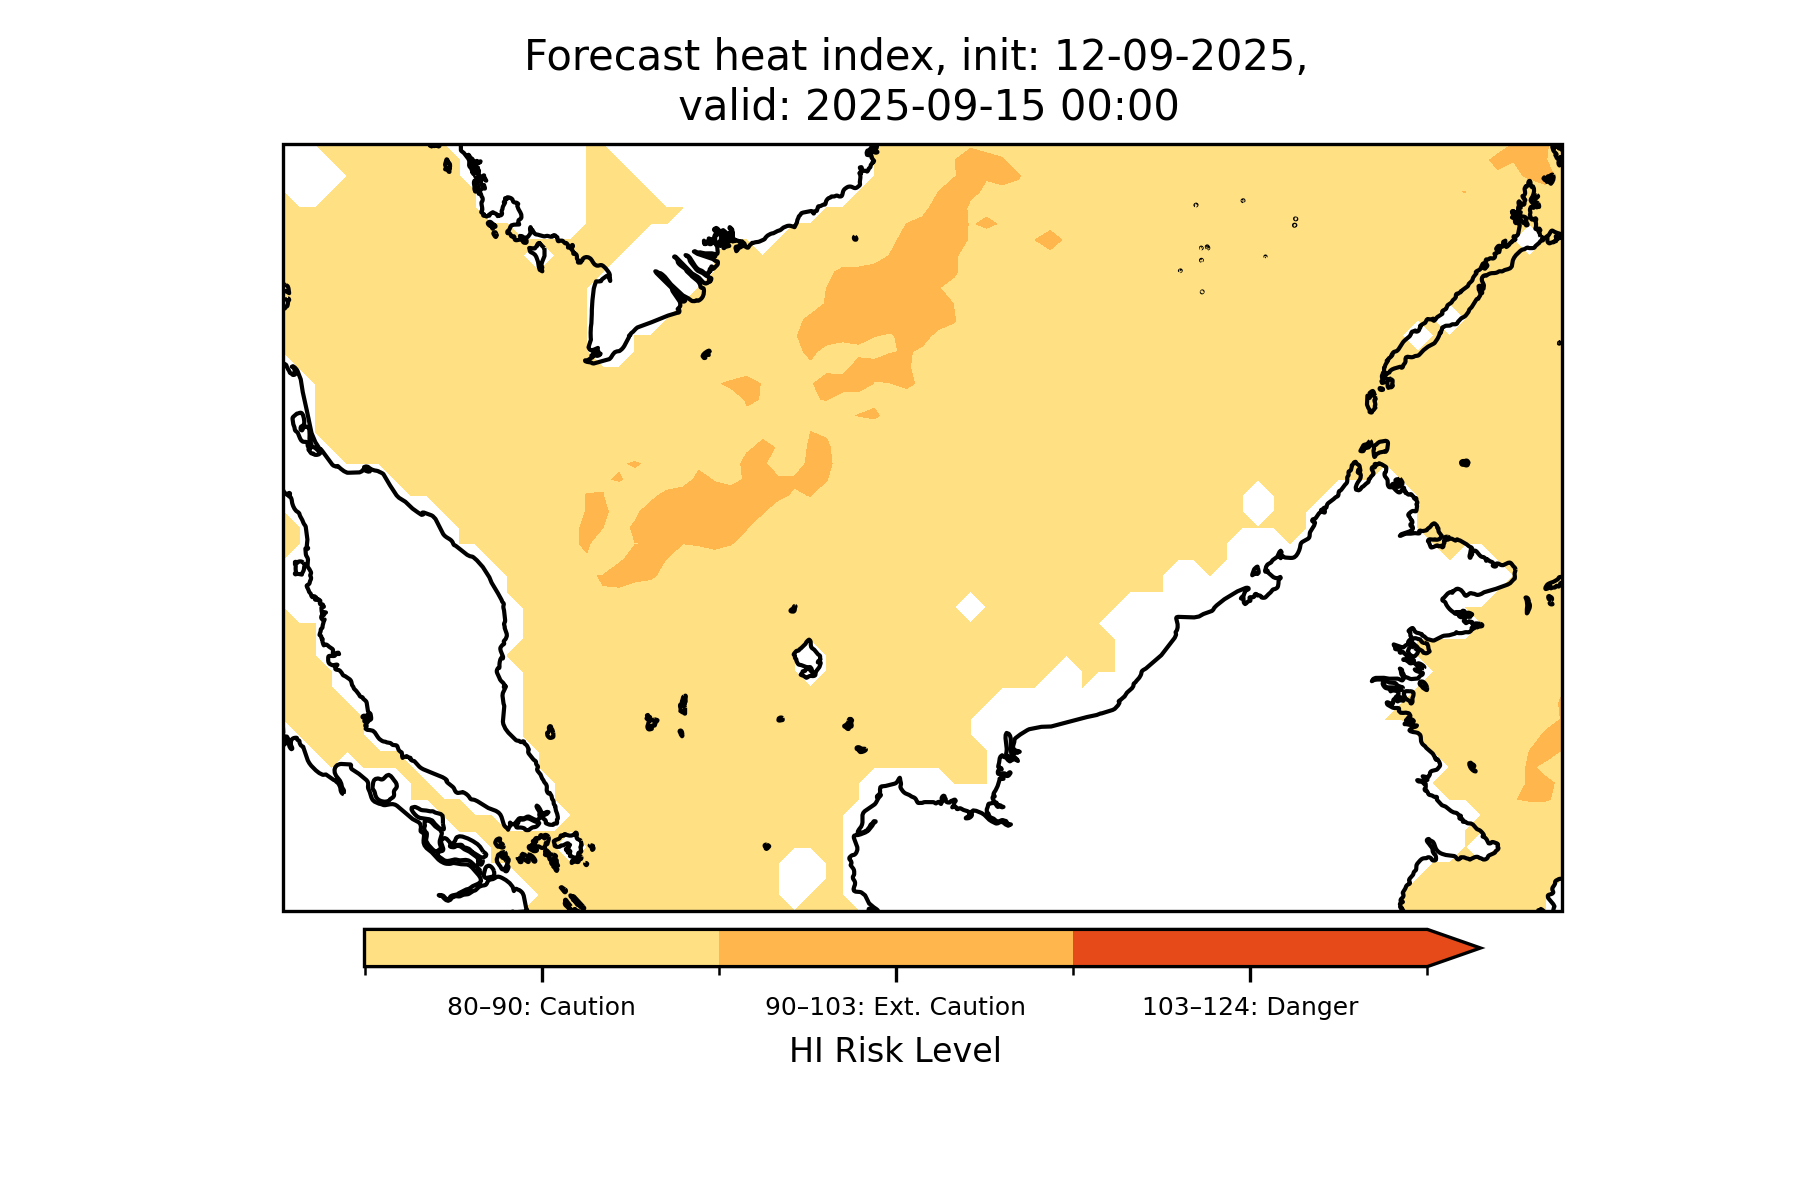 Forecast heat index, init: 12-09-2025,
valid: 2025-09-15 00:00
80–90: Caution
90–103: Ext. Caution
103–124: Danger
HI Risk Level